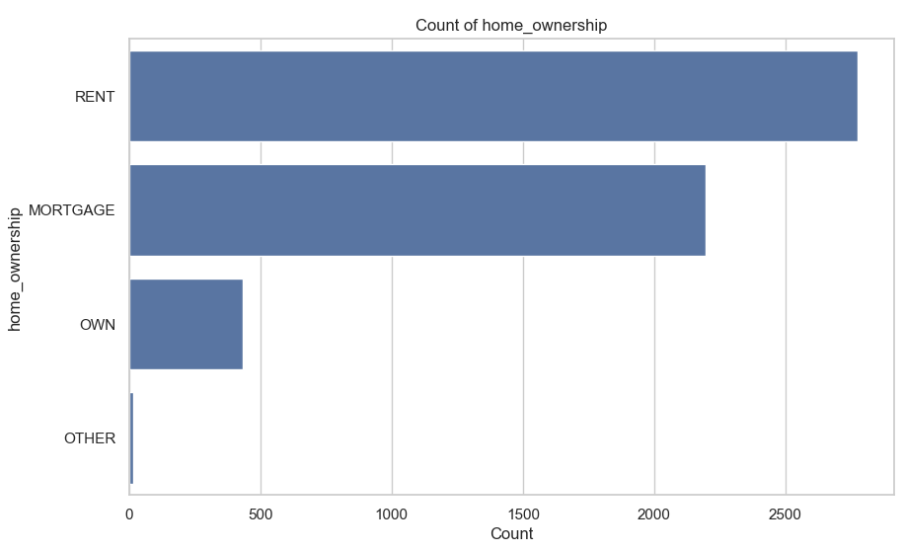 Count of home_ownership
home_ownership
RENT
MORTGAGE
OWN
OTHER
0 500 1000 1500 2000 2500
Count